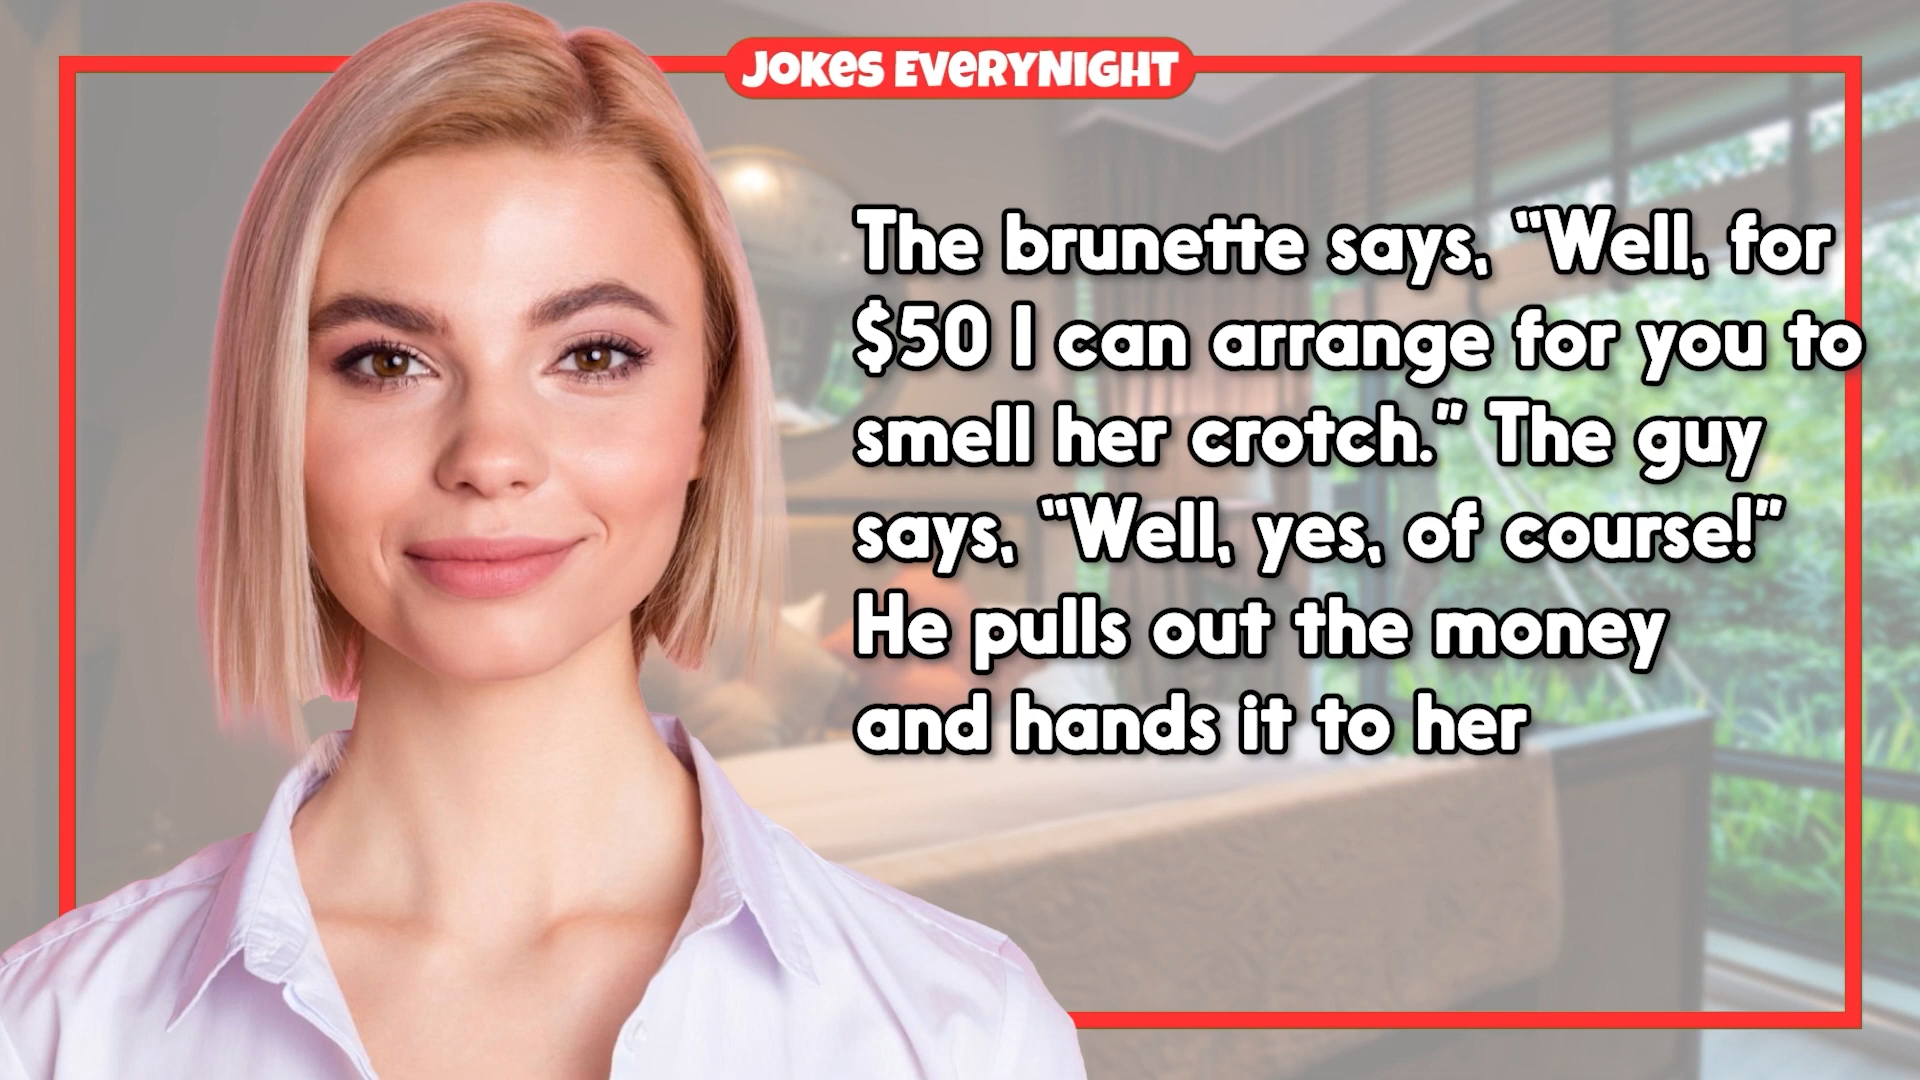 JOKES EVERYNIGHT
The brunette says, "Well, for
$50 I can arrange for you to
smell her crotch." The guy
says, "Well, yes, of course!"
He pulls out the money
and hands it to her